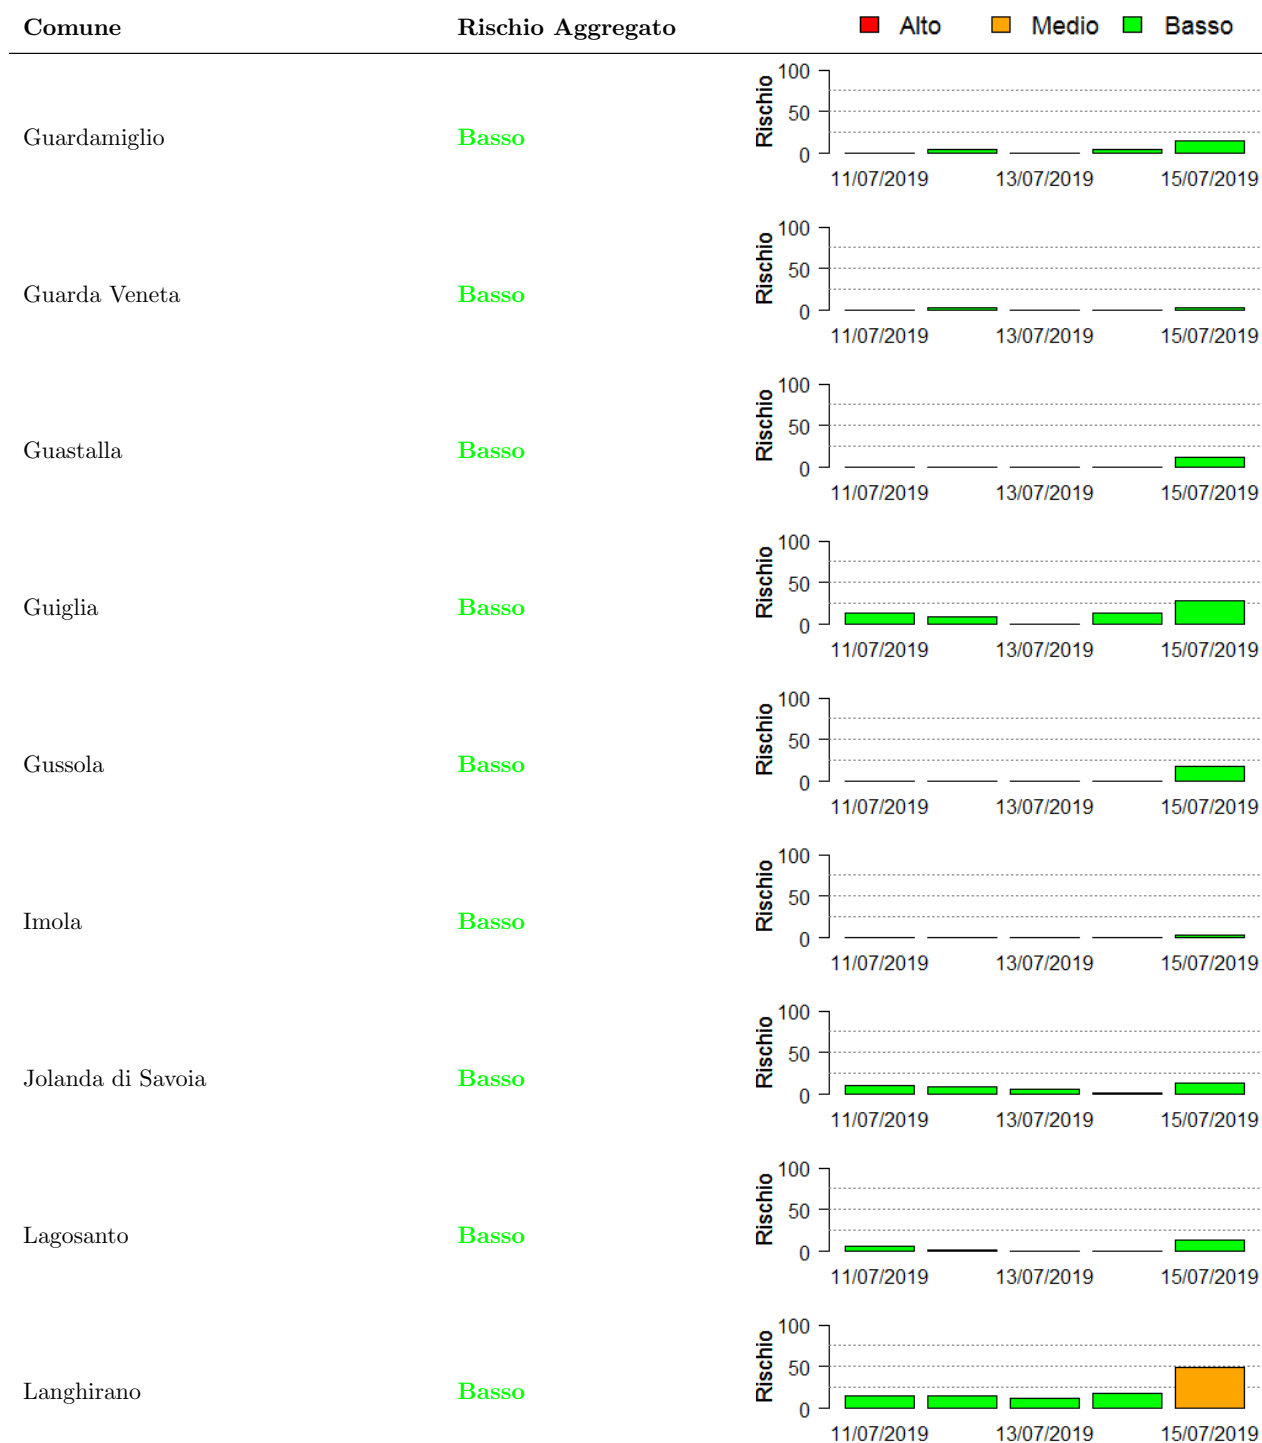 Comune Rischio Aggregato Alto Medio Basso
100
50
0
Rischio
Guardamiglio Basso
11/07/2019 13/07/2019 15/07/2019
100
50
0
Rischio
Guarda Veneta Basso
11/07/2019 13/07/2019 15/07/2019
100
50
0
Rischio
Guastalla Basso
11/07/2019 13/07/2019 15/07/2019
100
50
0
Rischio
Guiglia Basso
11/07/2019 13/07/2019 15/07/2019
100
50
0
Rischio
Gussola Basso
11/07/2019 13/07/2019 15/07/2019
100
50
0
Rischio
Imola Basso
11/07/2019 13/07/2019 15/07/2019
100
50
0
Rischio
Jolanda di Savoia Basso
11/07/2019 13/07/2019 15/07/2019
100
50
0
Rischio
Lagosanto Basso
11/07/2019 13/07/2019 15/07/2019
100
50
0
Rischio
Langhirano Basso
11/07/2019 13/07/2019 15/07/2019